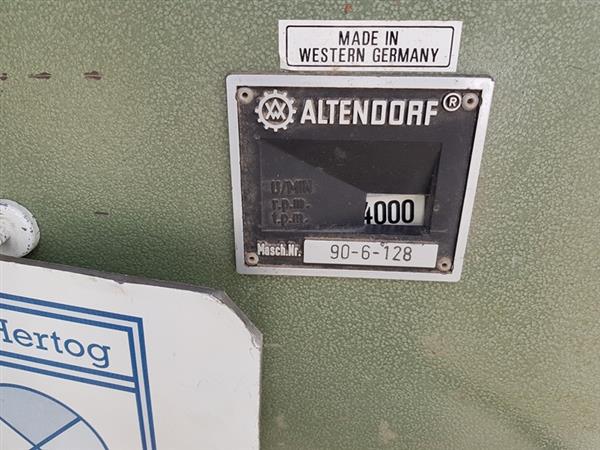 MADE IN
WESTERN GERMANY
ALTENDORF ®
U/MIN
r.p.m.
t.p.m.
4000
Masch.Nr. 90-6-128
Hertog